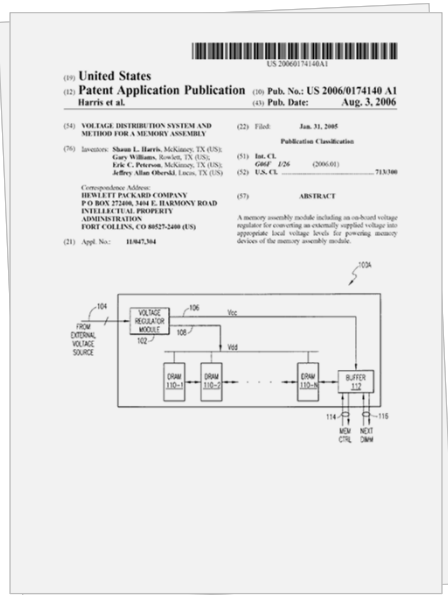 US 20060174140A1
(19) United States
(12) Patent Application Publication (10) Pub. No.: US 2006/0174140 A1
Harris et al. (43) Pub. Date: Aug. 3, 2006
(54) VOLTAGE DISTRIBUTION SYSTEM AND
METHOD FOR A MEMORY ASSEMBLY
(76) Inventors: Shaun L. Harris, McKinney, TX (US);
Gary Williams, Rowlett, TX (US);
Eric C. Peterson, McKinney, TX (US);
Jeffrey Allan Oberski, Lucas, TX (US)
Correspondence Address:
HEWLETT PACKARD COMPANY
P O BOX 272400, 3404 E. HARMONY ROAD
INTELLECTUAL PROPERTY
ADMINISTRATION
FORT COLLINS, CO 80527-2400 (US)
(21) Appl. No.: 11/047,304
(22) Filed: Jan. 31, 2005
Publication Classification
(51) Int. Cl.
G06F 1/26 (2006.01)
(52) U.S. Cl. 713/300
(57) ABSTRACT
A memory assembly module including an on-board voltage
regulator for converting an externally supplied voltage into
appropriate local voltage levels for powering memory
devices of the memory assembly module.
100A
104
FROM
EXTERNAL
VOLTAGE
SOURCE
VOLTAGE
REGULATOR
MODULE
102
106
Vcc
108
Vdd
DRAM
110-1
DRAM
110-2
DRAM
110-N
BUFFER
112
114
116
MEM
CTRL
NEXT
DIMM